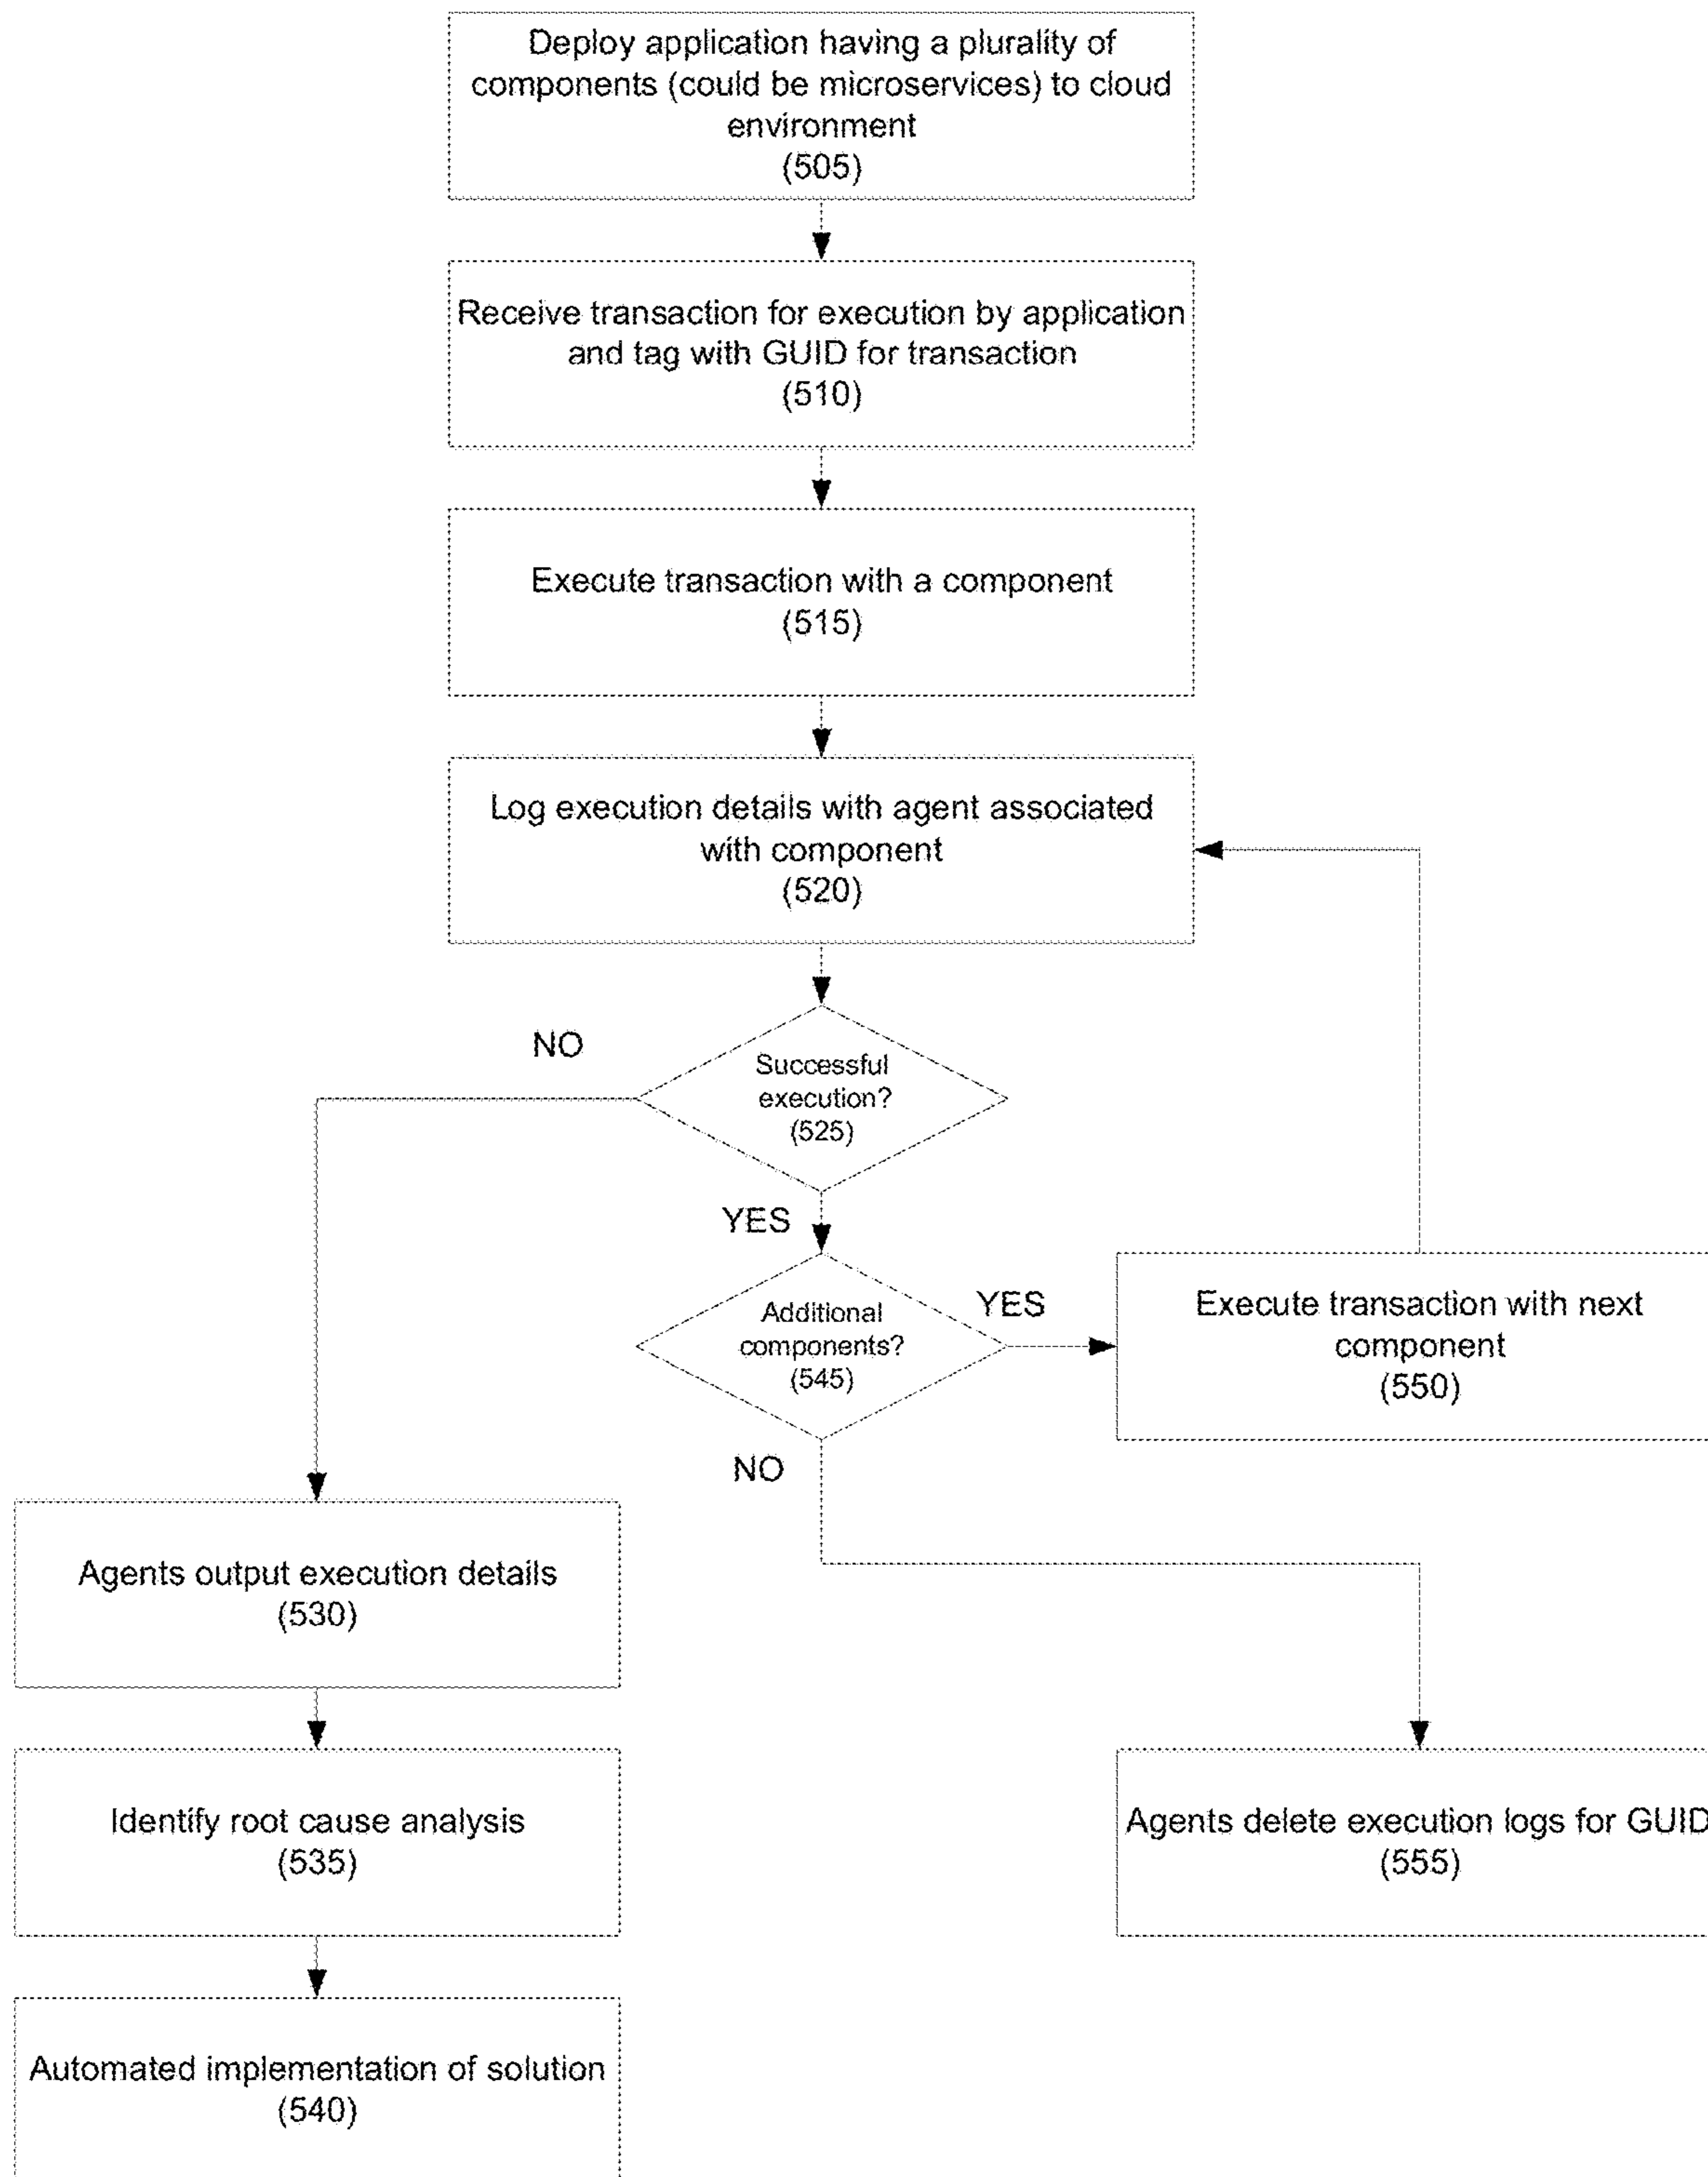 Deploy application having a plurality of
components (could be microservices) to cloud
environment
(505)
Receive transaction for execution by application
and tag with GUID for transaction
(510)
Execute transaction with a component
(515)
Log execution details with agent associated
with component
(520)
NO
Successful
execution?
(525)
YES
Additional
components?
(545)
YES
Execute transaction with next
component
(550)
NO
Agents output execution details
(530)
Identify root cause analysis
(535)
Agents delete execution logs for GUID
(555)
Automated implementation of solution
(540)